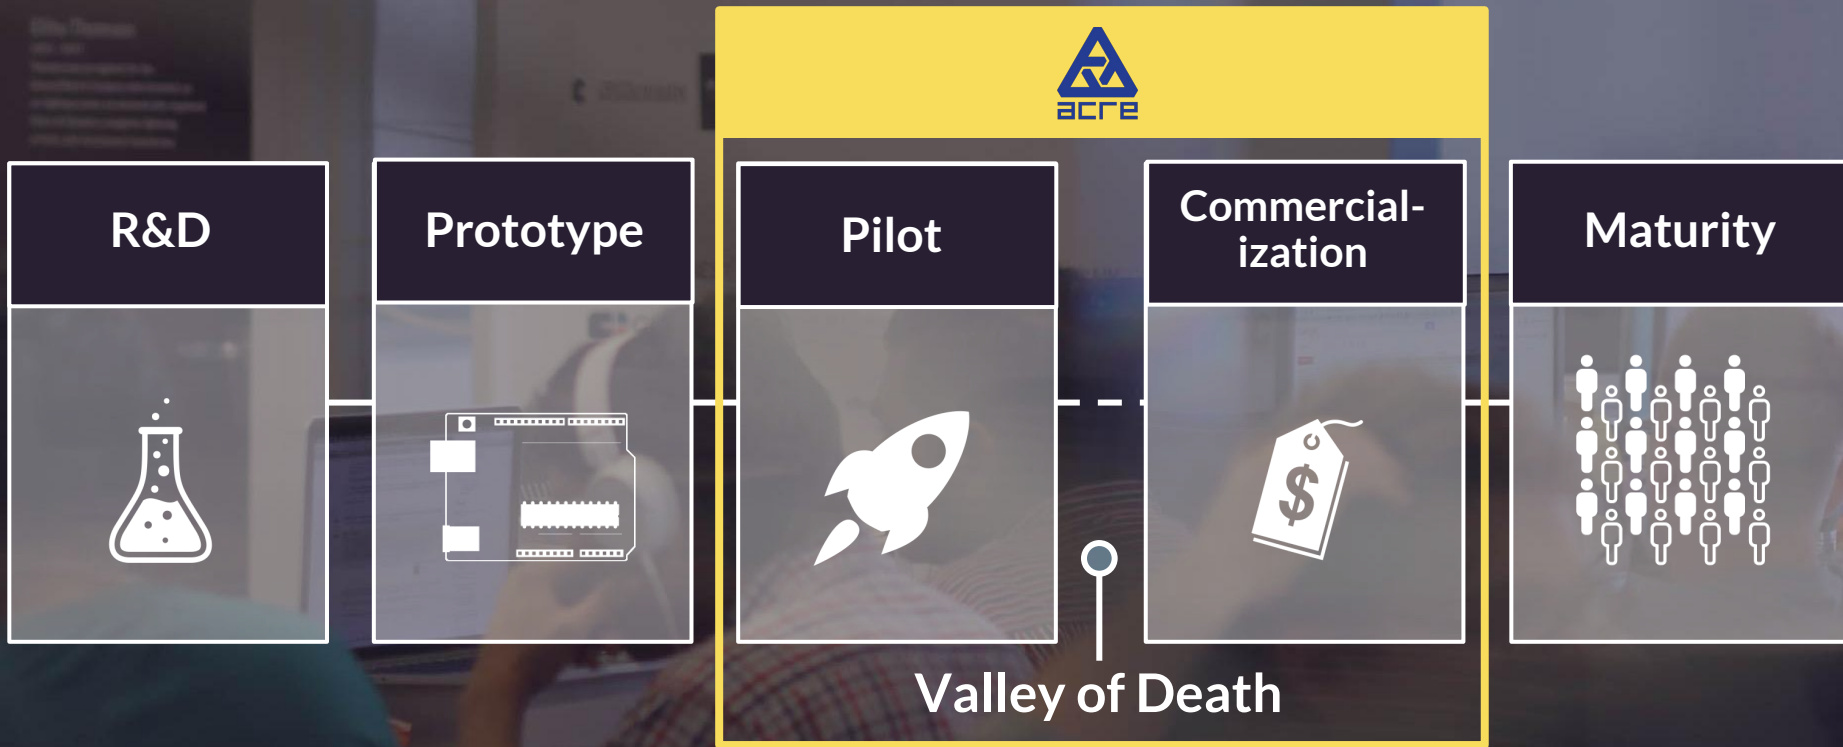 acre
R&D
Prototype
Pilot
Commercial-
ization
Maturity
$
Valley of Death